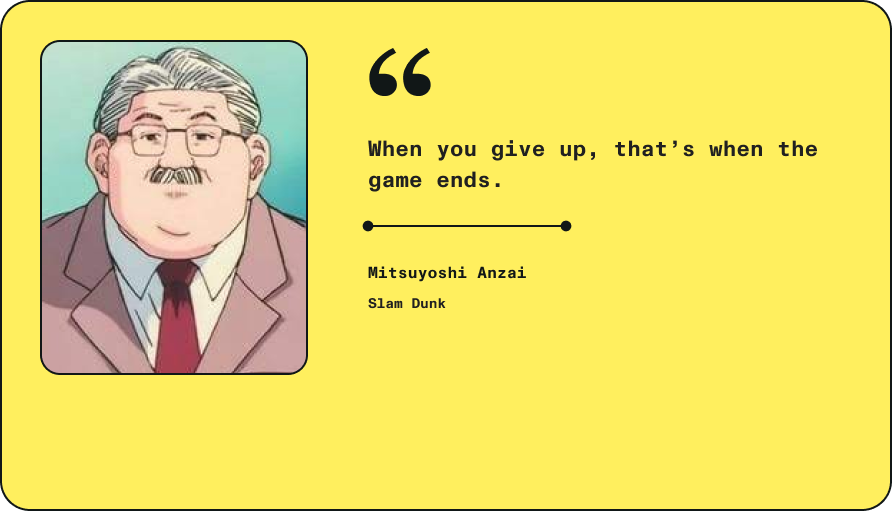 “
When you give up, that’s when the
game ends.
Mitsuyoshi Anzai
Slam Dunk